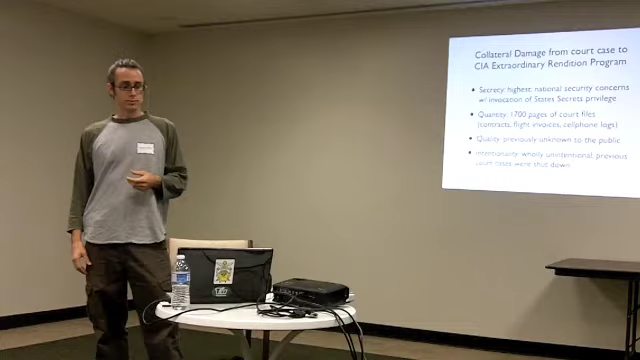 Collateral Damage from court case to
CIA Extraordinary Rendition Program
• Secrecy: highest, national security concerns
w/ invocation of States Secrets privilege
• Quantity: 1700 pages of court files
(contracts, flight invoices, cellphone logs)
• Quality: previously unknown to the public
• Intentionality: wholly unintentional, previous
court cases were shut down